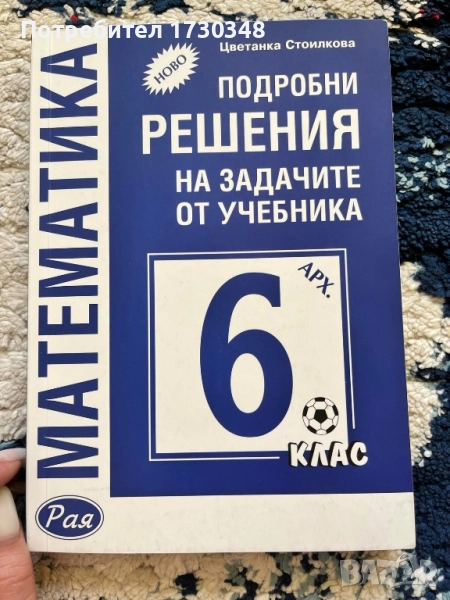 Потребител 1730348
Цветанка Стоилкова
НОВО
ПОДРОБНИ
РЕШЕНИЯ
НА ЗАДАЧИТЕ
ОТ УЧЕБНИКА
МАТЕМАТИКА
АРХ.
6
КЛАС
Рая